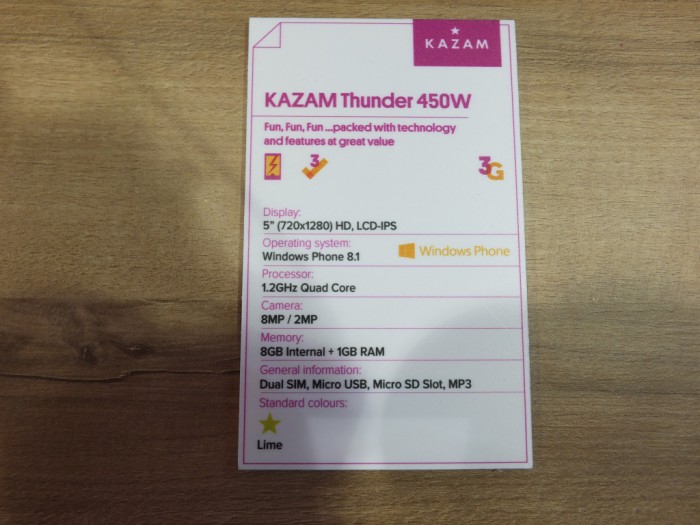 KAZAM
KAZAM Thunder 450W
Fun, Fun, Fun ...packed with technology
and features at great value
3
3G
Display:
5" (720x1280) HD, LCD-IPS
Operating system:
Windows Phone 8.1
Windows Phone
Processor:
1.2GHz Quad Core
Camera:
8MP / 2MP
Memory:
8GB Internal + 1GB RAM
General information:
Dual SIM, Micro USB, Micro SD Slot, MP3
Standard colours:
Lime